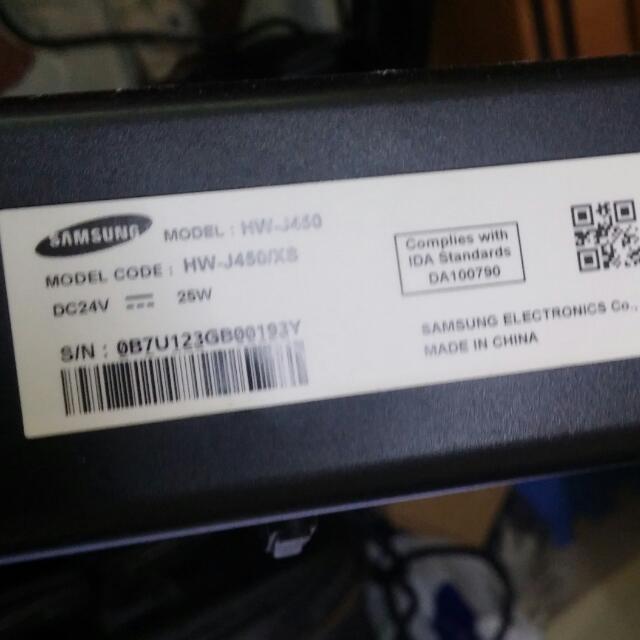 SAMSUNG MODEL : HW-J450
MODEL CODE : HW-J450/XS
DC24V ⎓ 25W
S/N : 0B7U123GB00193Y
Complies with
IDA Standards
DA100790
SAMSUNG ELECTRONICS Co.,
MADE IN CHINA